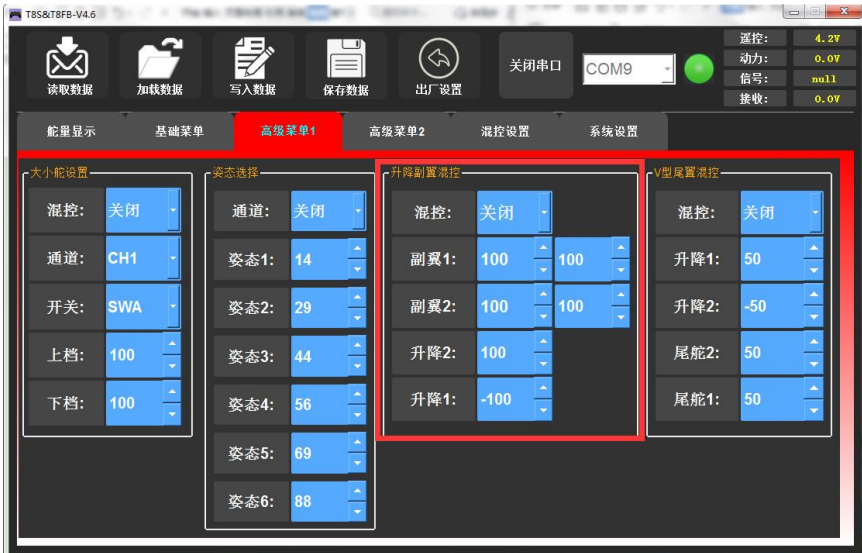 T8S&T8FB-V4.6
读取数据 加载数据 写入数据 保存数据 出厂设置 关闭串口 COM9
遥控: 4.2V
动力: 0.0V
信号: null
接收: 0.0V
舵量显示 基础菜单 高级菜单1 高级菜单2 混控设置 系统设置
大小舵设置
混控: 关闭
通道: CH1
开关: SWA
上档: 100
下档: 100
姿态选择
通道: 关闭
姿态1: 14
姿态2: 29
姿态3: 44
姿态4: 56
姿态5: 69
姿态6: 88
升降副翼混控
混控: 关闭
副翼1: 100 100
副翼2: 100 100
升降2: 100
升降1: -100
V型尾翼混控
混控: 关闭
升降1: 50
升降2: -50
尾舵2: 50
尾舵1: 50